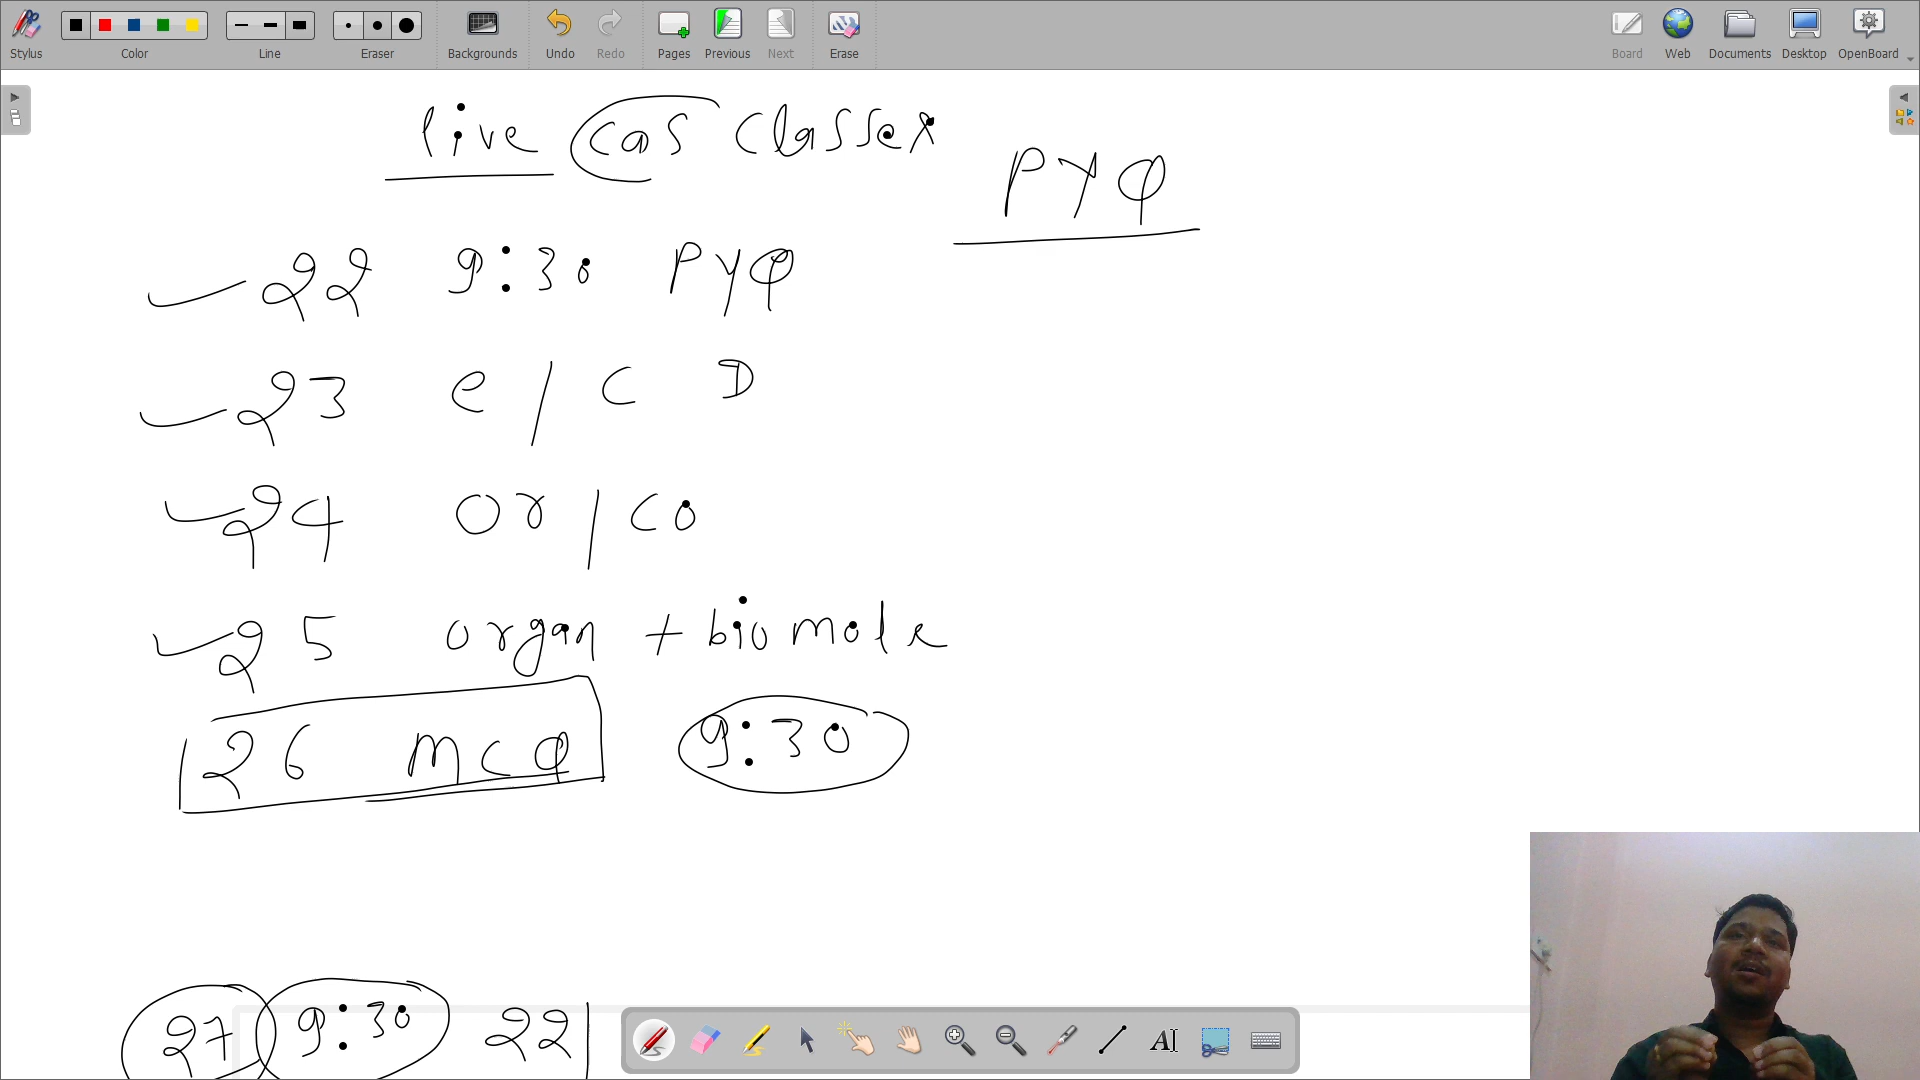 Stylus Color Line Eraser Backgrounds Undo Redo Pages Previous Next Erase Board Web Documents Desktop OpenBoard
live cas classes
PYQ
22 9:30 PYQ
23 e / c D
24 or / co
25 organ + biomole
26 MCQ 9:30
27 9:30 22